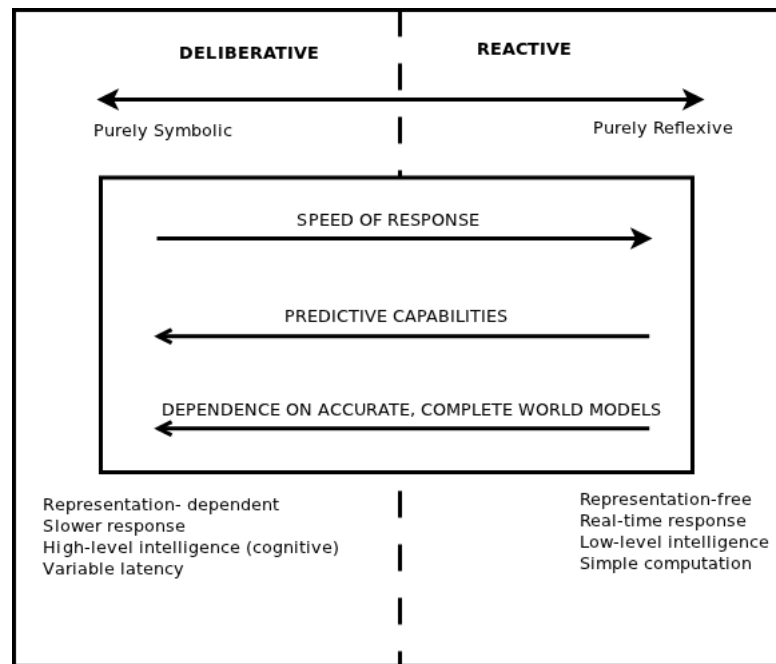 DELIBERATIVE
REACTIVE
Purely Symbolic
Purely Reflexive
SPEED OF RESPONSE
PREDICTIVE CAPABILITIES
DEPENDENCE ON ACCURATE, COMPLETE WORLD MODELS
Representation- dependent
Slower response
High-level intelligence (cognitive)
Variable latency
Representation-free
Real-time response
Low-level intelligence
Simple computation